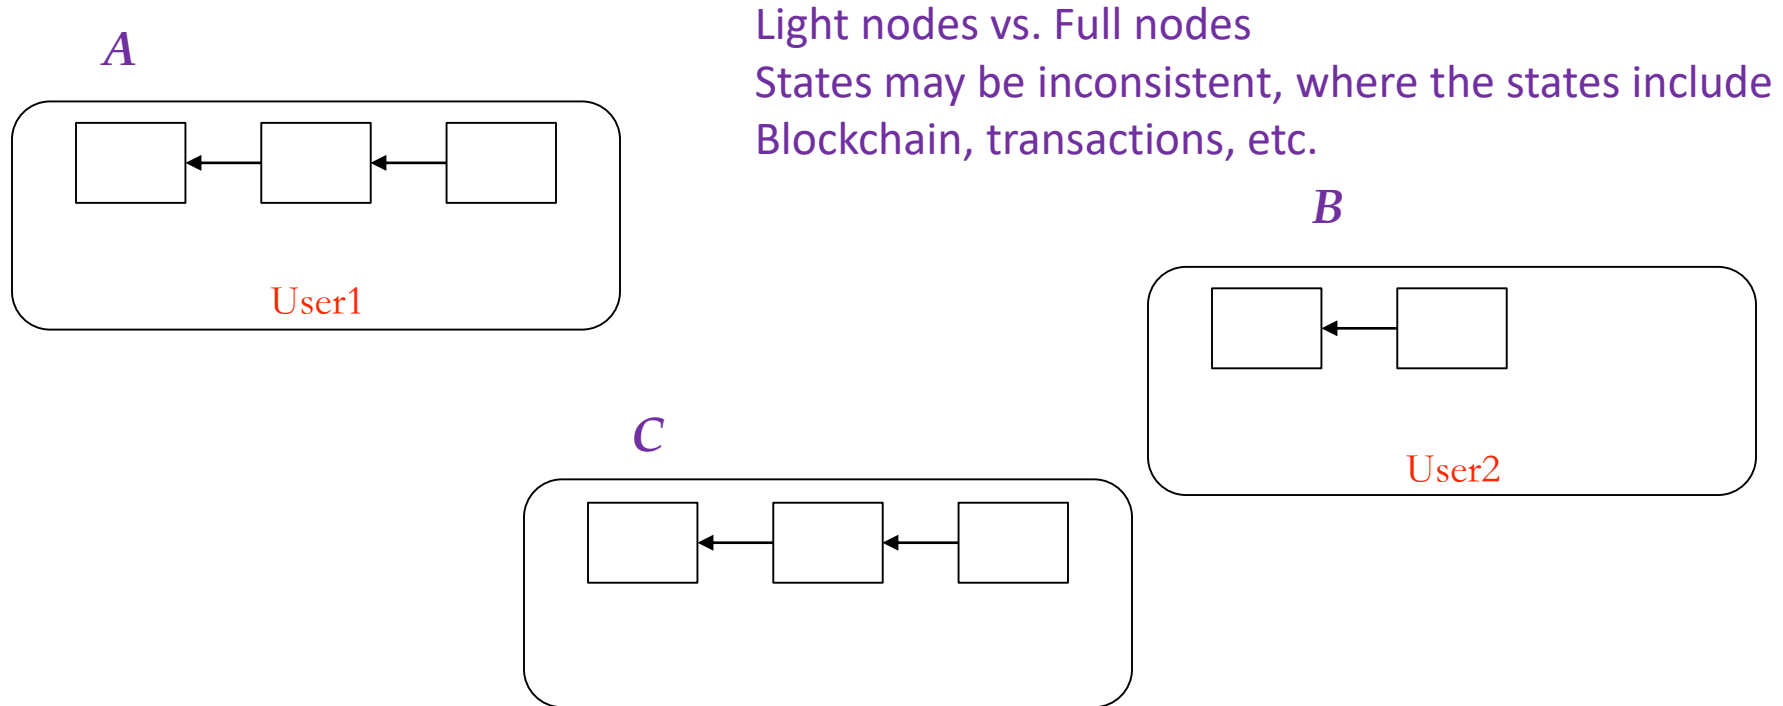 A
Light nodes vs. Full nodes
States may be inconsistent, where the states include
Blockchain, transactions, etc.
B
User1
C
User2